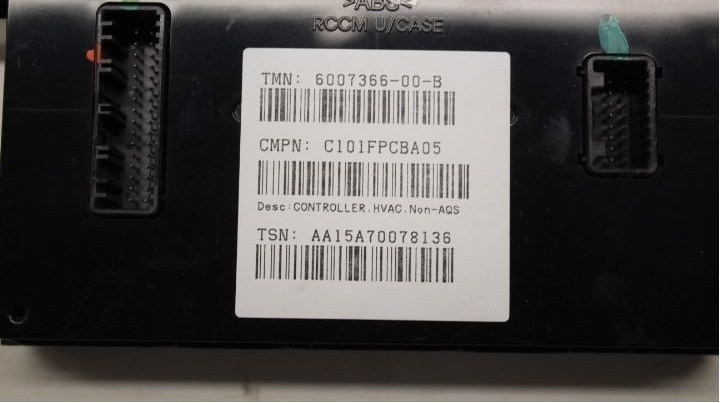 >ABS<
RCCM U/CASE
TMN: 6007366-00-B
CMPN: C101FPCBA05
Desc:CONTROLLER.HVAC.Non-AQS
TSN: AA15A70078136